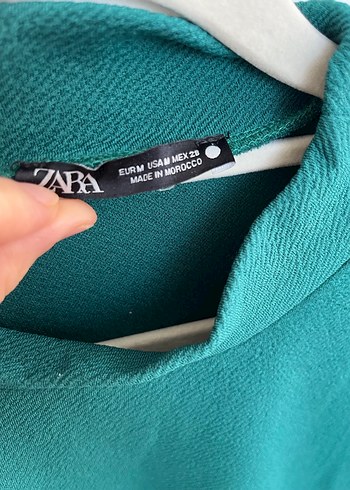 ZARA
EUR M USA M MEX 28
MADE IN MOROCCO